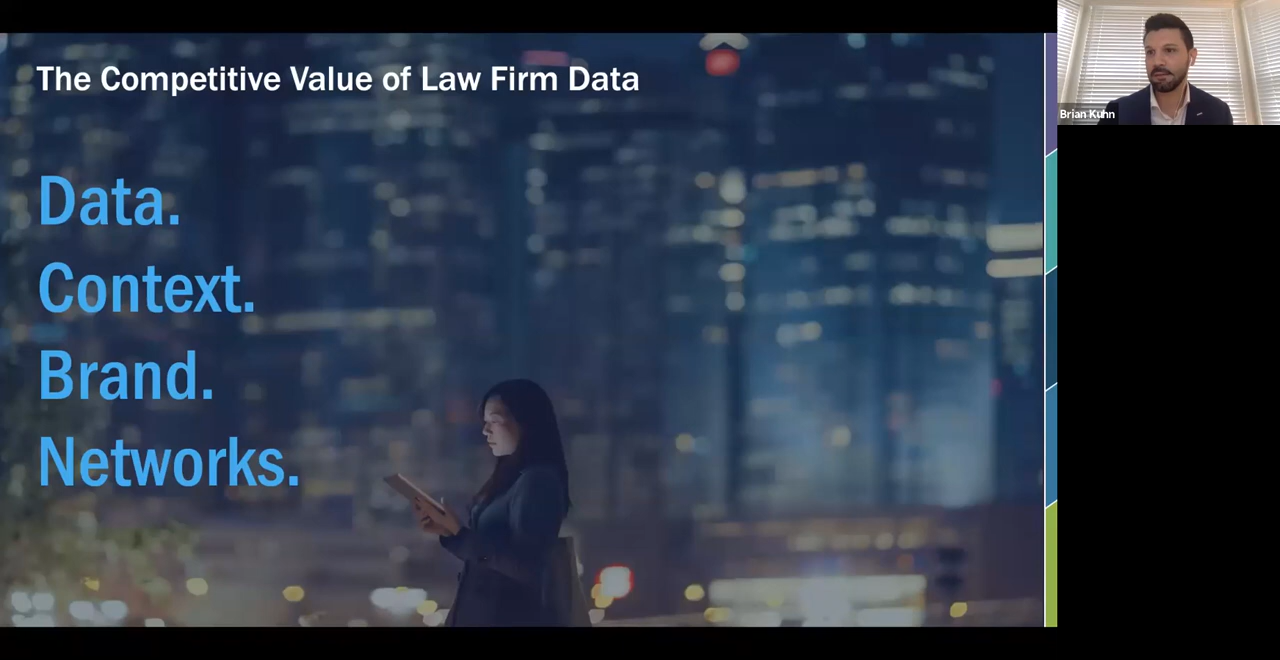 The Competitive Value of Law Firm Data
Data.
Context.
Brand.
Networks.
Brian Kuhn